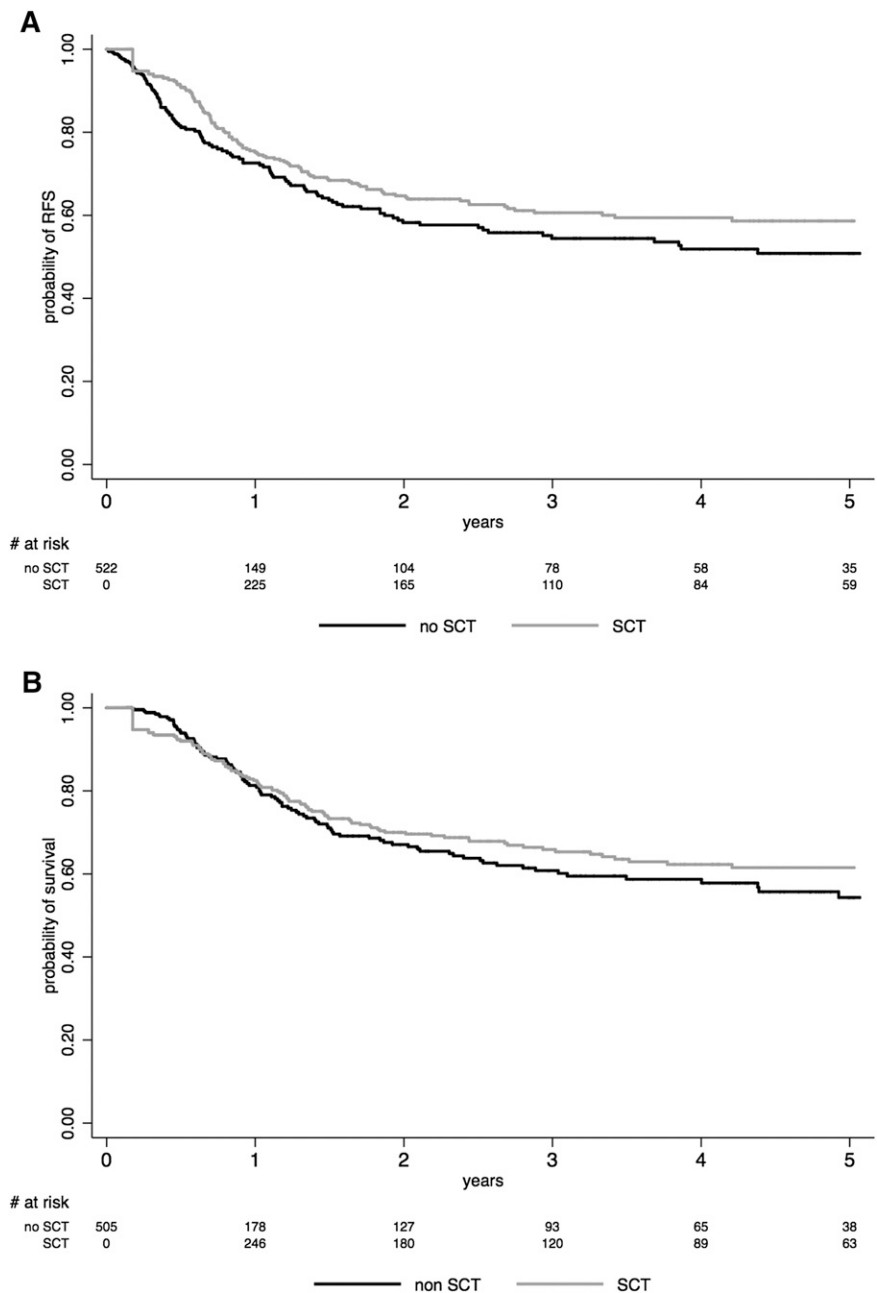 A
probability of RFS
1.00
0.80
0.60
0.40
0.20
0.00
0 1 2 3 4 5
years
# at risk
no SCT 522 149 104 78 58 35
SCT 0 225 165 110 84 59
no SCT SCT
B
probability of survival
1.00
0.80
0.60
0.40
0.20
0.00
0 1 2 3 4 5
years
# at risk
no SCT 505 178 127 93 65 38
SCT 0 246 180 120 89 63
non SCT SCT